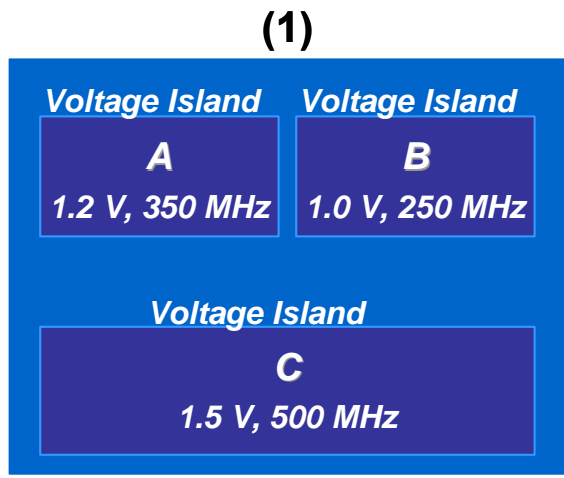 (1)
Voltage Island Voltage Island
A B
1.2 V, 350 MHz 1.0 V, 250 MHz
Voltage Island
C
1.5 V, 500 MHz